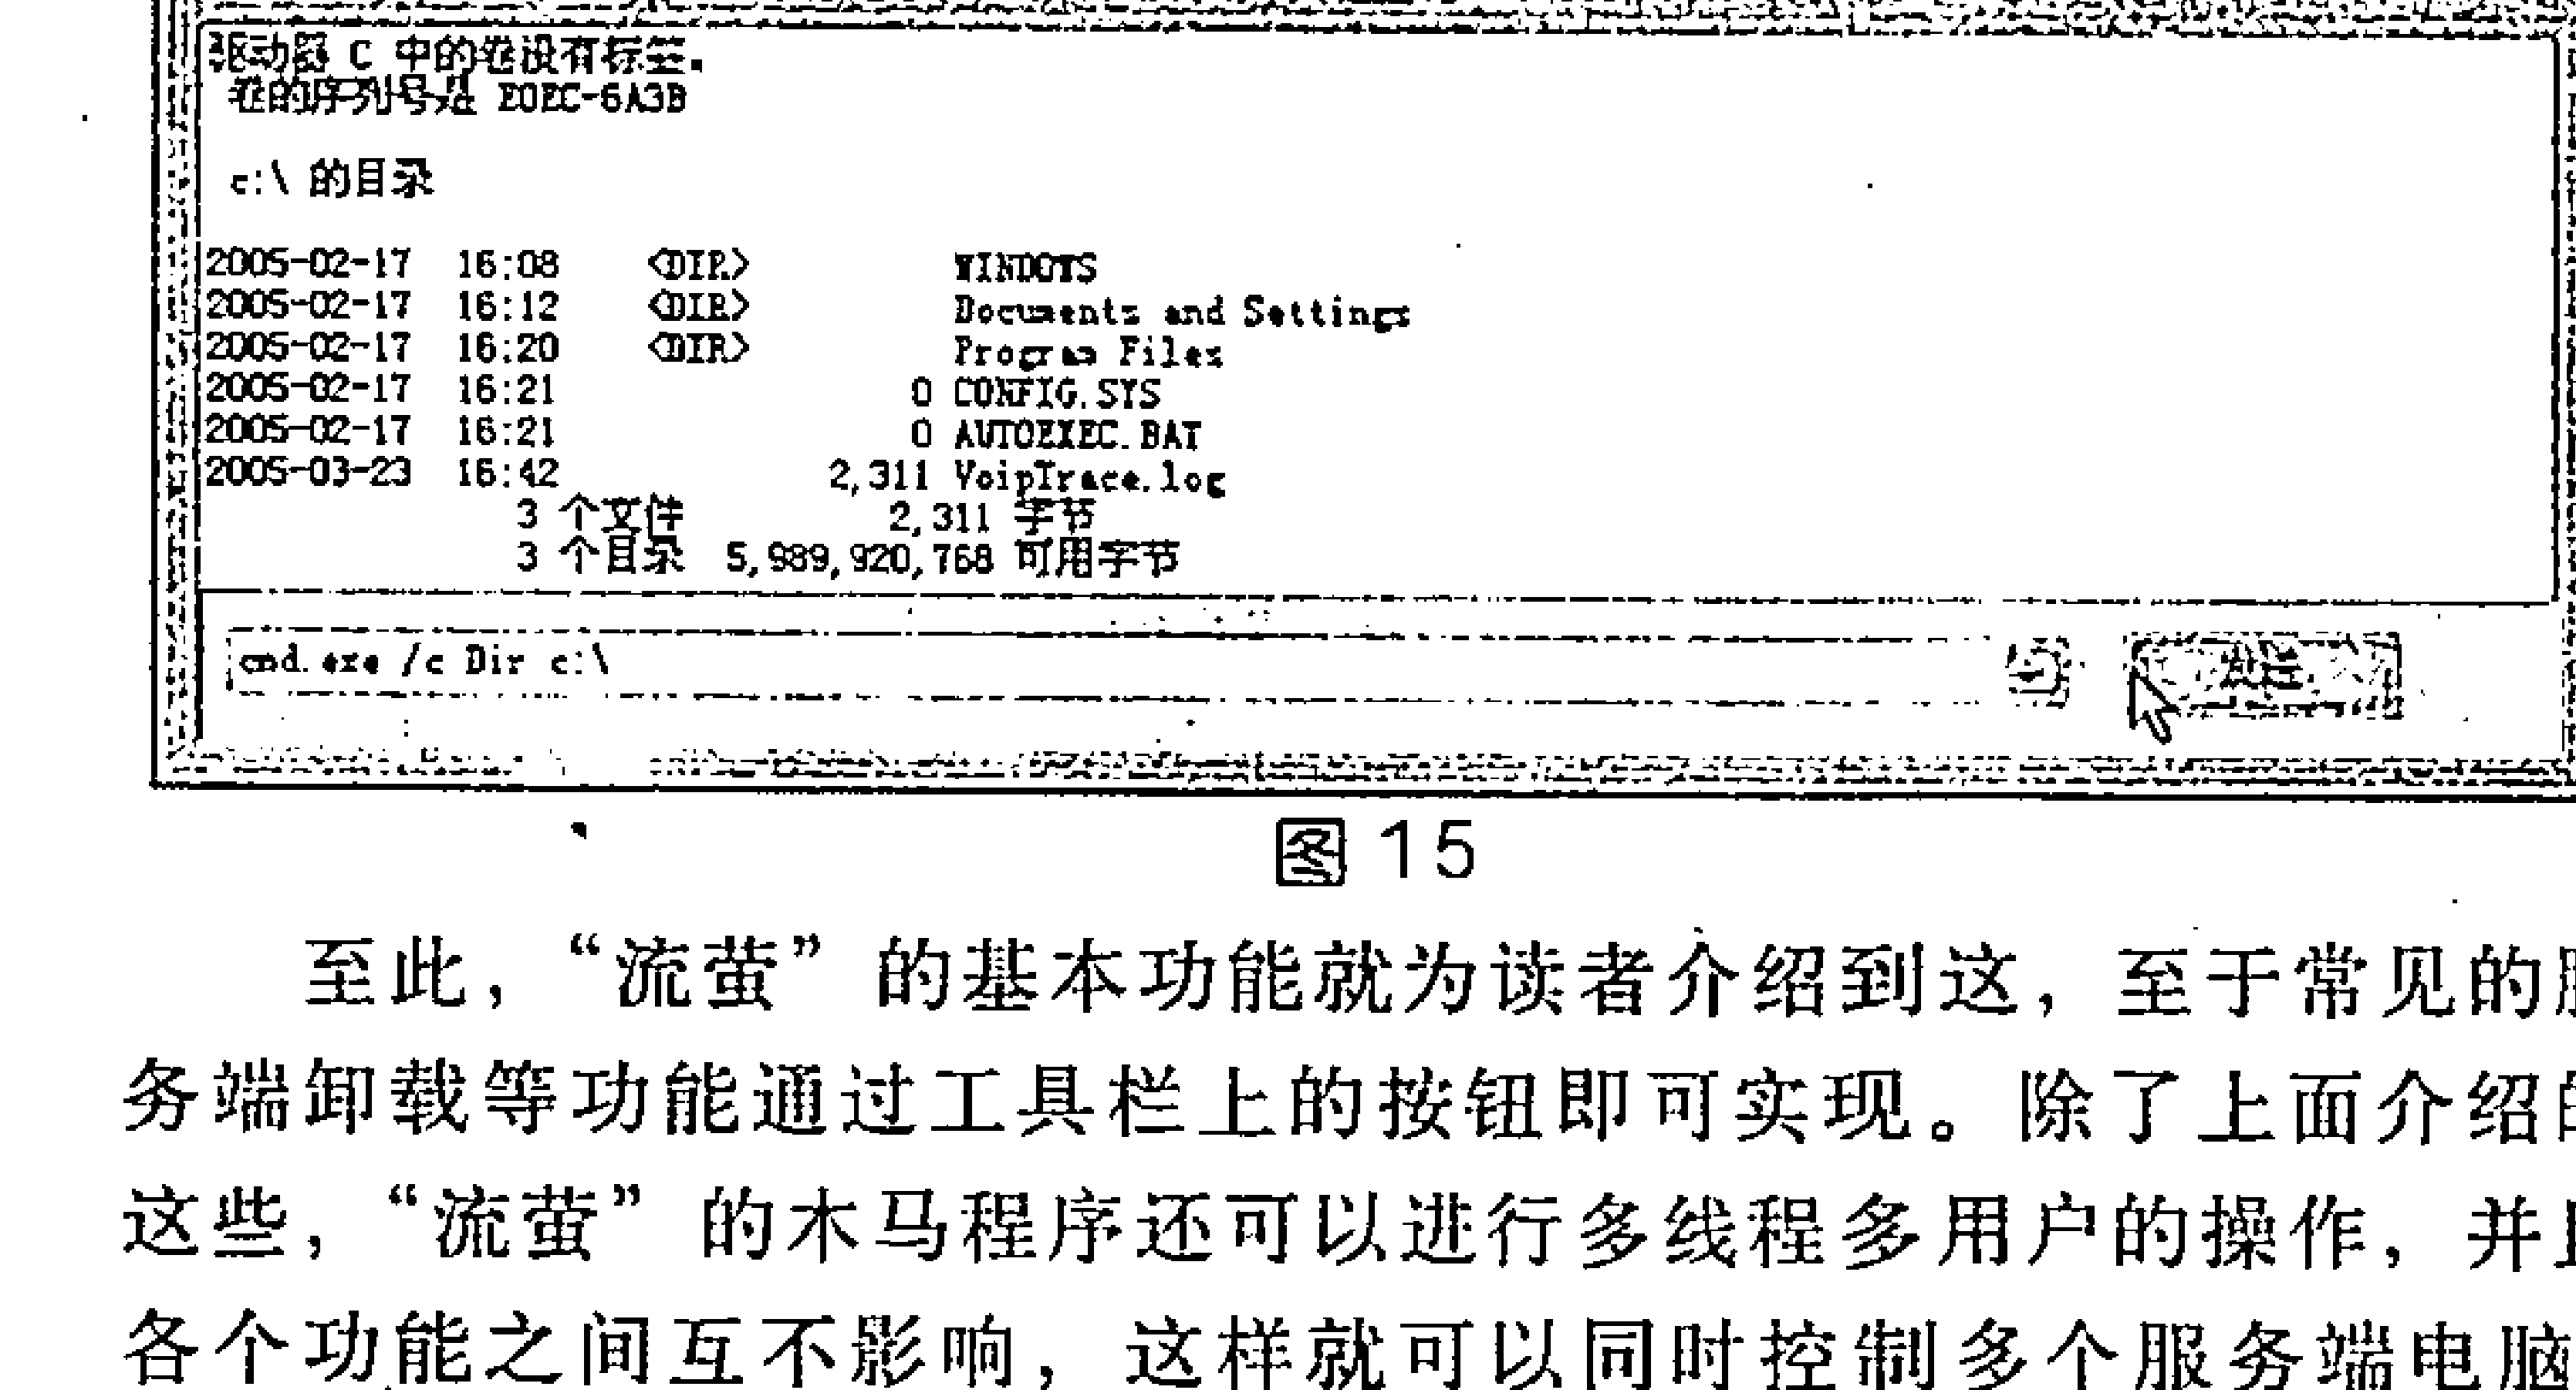 驱动器 C 中的卷没有标签.
卷的序列号是 E0EC-6A3B
c:\ 的目录
2005-02-17 16:08 <DIR> WINDOWS
2005-02-17 16:12 <DIR> Documents and Settings
2005-02-17 16:20 <DIR> Program Files
2005-02-17 16:21 0 CONFIG.SYS
2005-02-17 16:21 0 AUTOEXEC.BAT
2005-03-23 16:42 2,311 VoipTrace.log
3 个文件 2,311 字节
3 个目录 5,989,920,768 可用字节
cmd.exe /c Dir c:\
图 15
至此，“流萤”的基本功能就为读者介绍到这，至于常见的服
务端卸载等功能通过工具栏上的按钮即可实现。除了上面介绍的
这些，“流萤”的木马程序还可以进行多线程多用户的操作，并且
各个功能之间互不影响，这样就可以同时控制多个服务端电脑